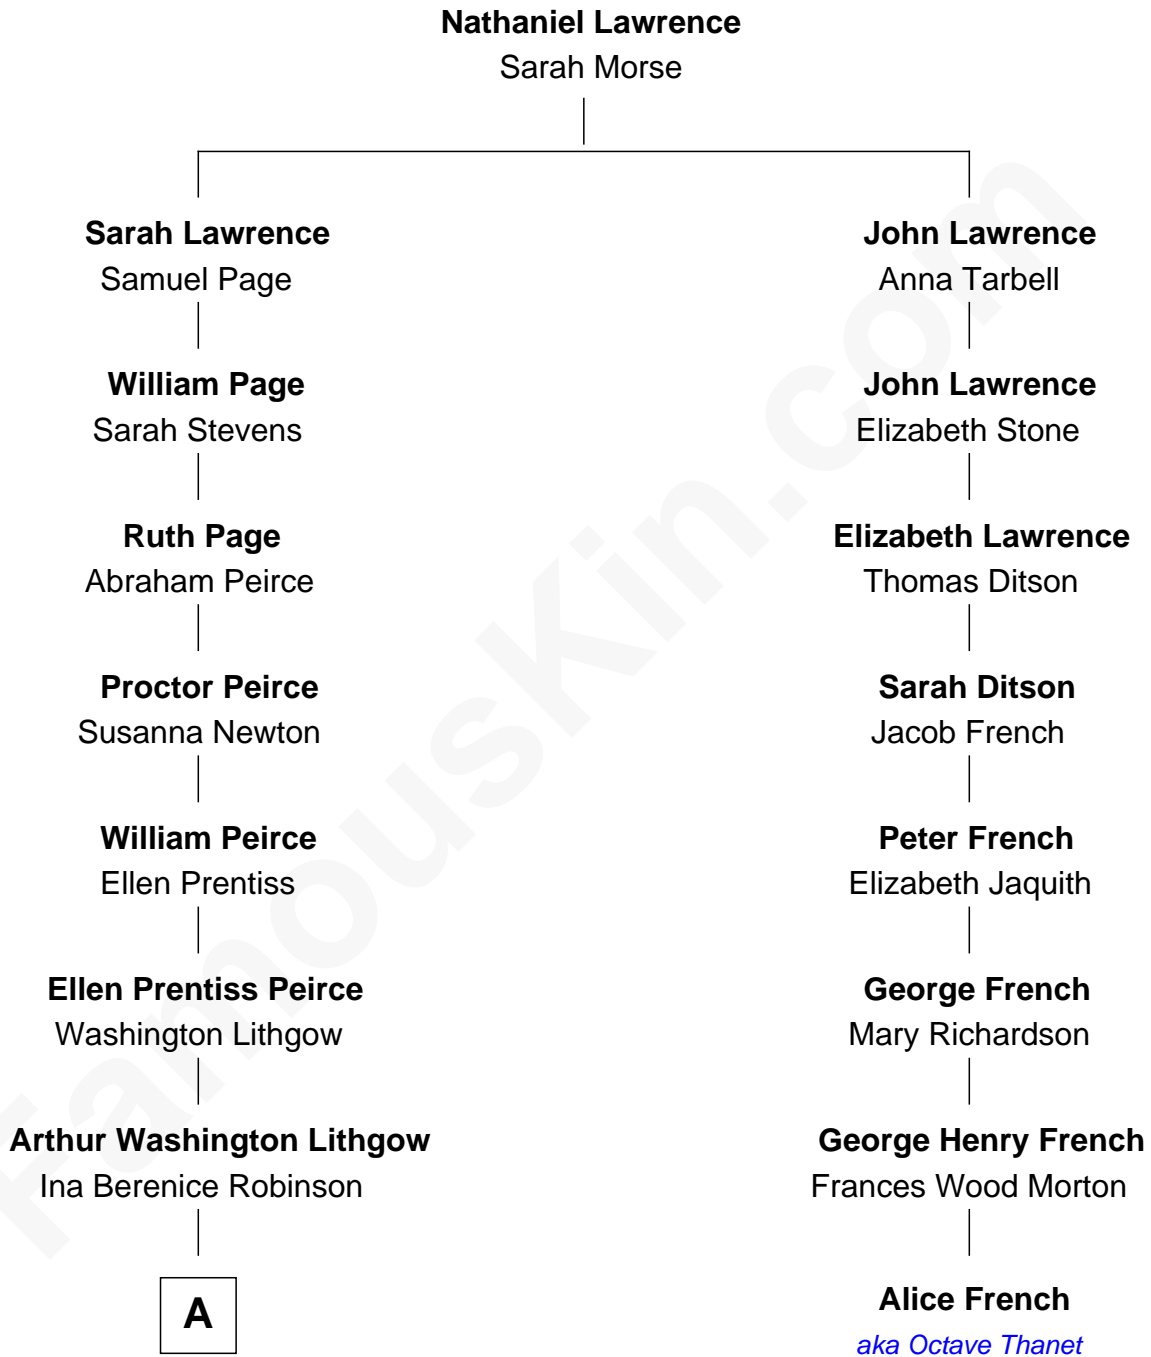 Nathaniel Lawrence
Sarah Morse
Sarah Lawrence
Samuel Page
John Lawrence
Anna Tarbell
William Page
Sarah Stevens
John Lawrence
Elizabeth Stone
Ruth Page
Abraham Peirce
Elizabeth Lawrence
Thomas Ditson
Proctor Peirce
Susanna Newton
Sarah Ditson
Jacob French
William Peirce
Ellen Prentiss
Peter French
Elizabeth Jaquith
Ellen Prentiss Peirce
Washington Lithgow
George French
Mary Richardson
Arthur Washington Lithgow
Ina Berenice Robinson
George Henry French
Frances Wood Morton
A
Alice French
aka Octave Thanet
FamousKin.com